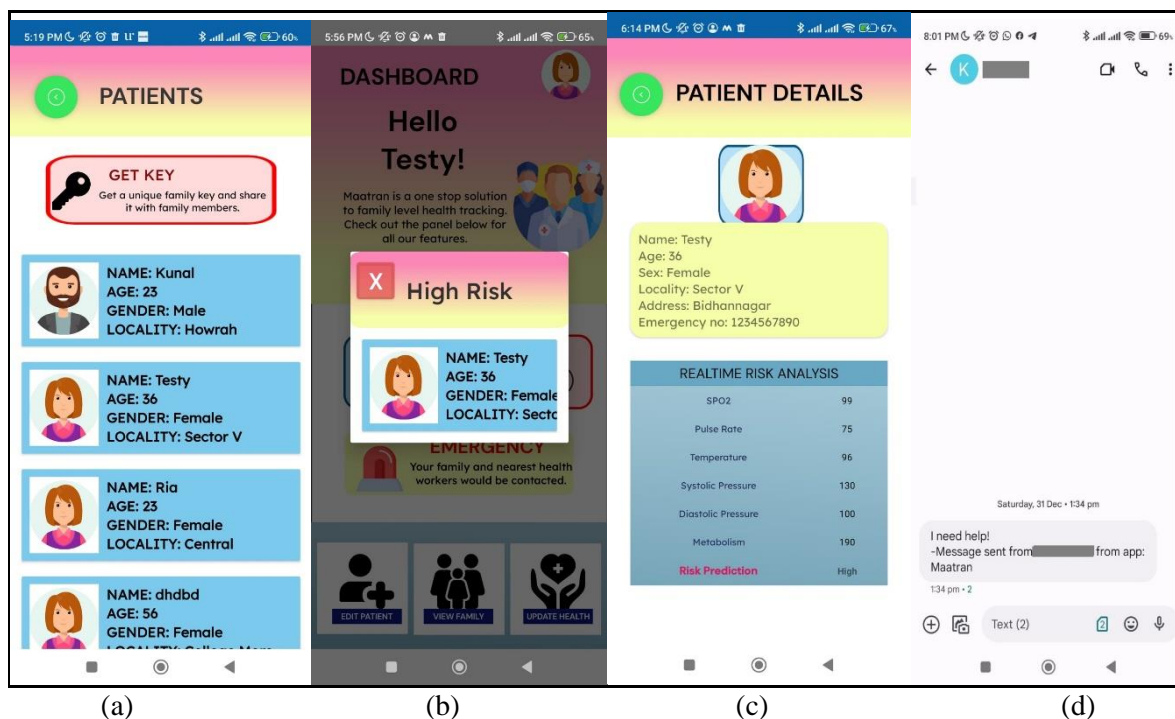 5:19 PM
60%
PATIENTS
GET KEY
Get a unique family key and share
it with family members.
NAME: Kunal
AGE: 23
GENDER: Male
LOCALITY: Howrah
NAME: Testy
AGE: 36
GENDER: Female
LOCALITY: Sector V
NAME: Ria
AGE: 23
GENDER: Female
LOCALITY: Central
NAME: dhdbd
AGE: 56
GENDER: Female
(a)
5:56 PM
65%
DASHBOARD
Hello
Testy!
Maatran is a one stop solution
to family level health tracking.
Check out the panel below for
all our features.
X
High Risk
NAME: Testy
AGE: 36
GENDER: Female
LOCALITY: Secto
EMERGENCY
Your family and nearest health
workers would be contacted.
EDIT PATIENT
VIEW FAMILY
UPDATE HEALTH
(b)
6:14 PM
67%
PATIENT DETAILS
Name: Testy
Age: 36
Sex: Female
Locality: Sector V
Address: Bidhannagar
Emergency no: 1234567890
REALTIME RISK ANALYSIS
SPO2 99
Pulse Rate 75
Temperature 96
Systolic Pressure 130
Diastolic Pressure 100
Metabolism 190
Risk Prediction High
(c)
8:01 PM
69%
K
Saturday, 31 Dec • 1:34 pm
I need help!
-Message sent from from app:
Maatran
1:34 pm • 2
Text (2)
2
(d)